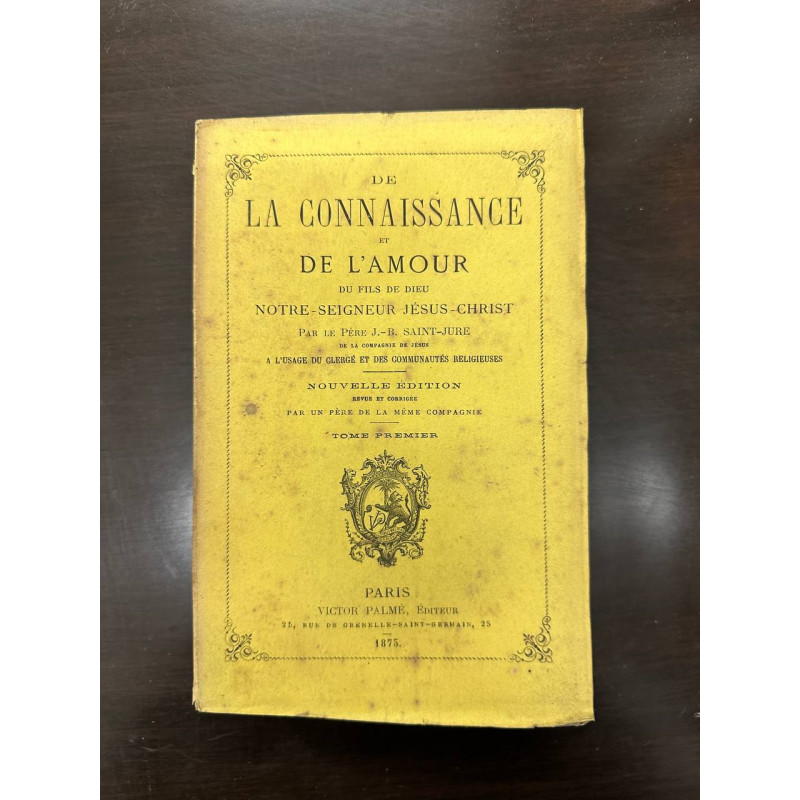 DE
LA CONNAISSANCE
ET
DE L'AMOUR
DU FILS DE DIEU
NOTRE-SEIGNEUR JÉSUS-CHRIST
PAR LE PÈRE J.-B. SAINT-JURE
DE LA COMPAGNIE DE JÉSUS
A L'USAGE DU CLERGÉ ET DES COMMUNAUTÉS RELIGIEUSES
NOUVELLE ÉDITION
REVUE ET CORRIGÉE
PAR UN PÈRE DE LA MÊME COMPAGNIE
TOME PREMIER
VP
PARIS
VICTOR PALMÉ, ÉDITEUR
25, RUE DE GRENELLE-SAINT-GERMAIN, 25
1875.